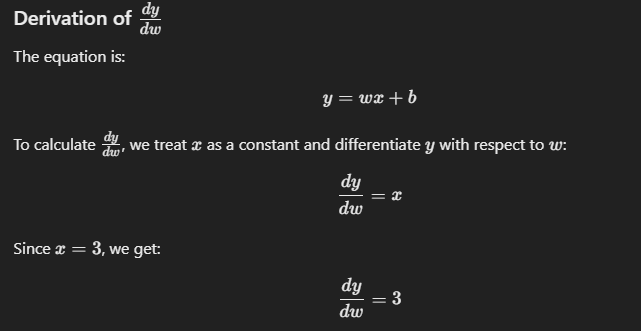 Derivation of dy/dw
The equation is:
y = wx + b
To calculate dy/dw, we treat x as a constant and differentiate y with respect to w:
dy/dw = x
Since x = 3, we get:
dy/dw = 3